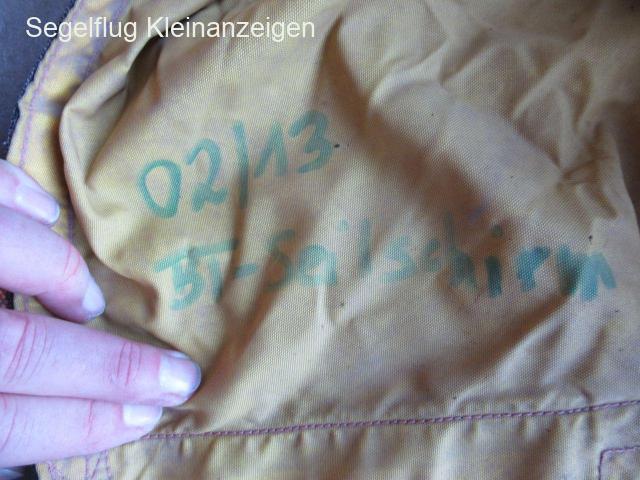 Segelflug Kleinanzeigen
02/13
BT-Seilschirm